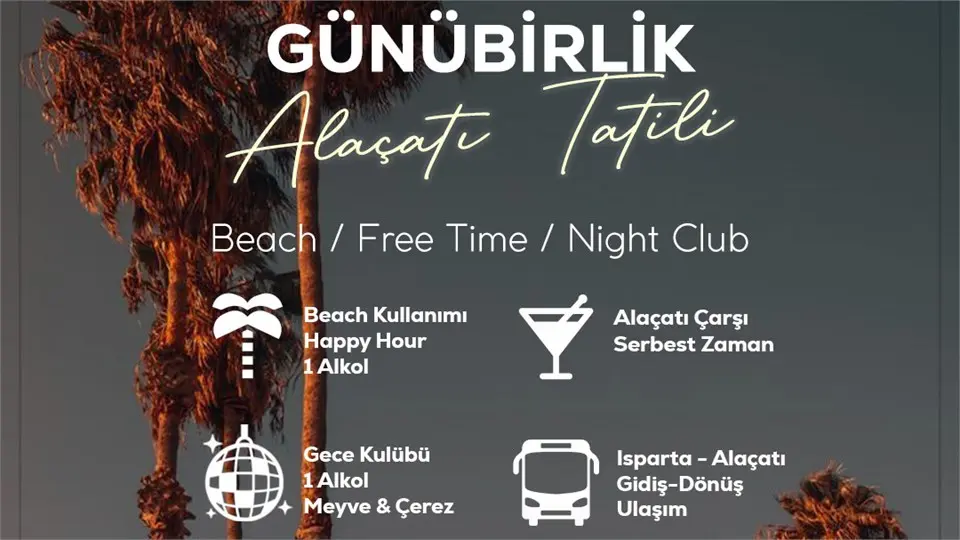 GÜNÜBİRLİK
Alaçatı Tatili
Beach / Free Time / Night Club
Beach Kullanımı
Happy Hour
1 Alkol
Alaçatı Çarşı
Serbest Zaman
Gece Kulübü
1 Alkol
Meyve & Çerez
Isparta - Alaçatı
Gidiş-Dönüş
Ulaşım